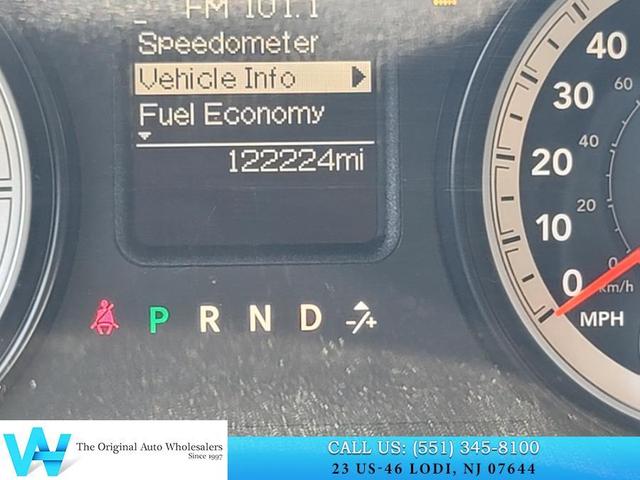 FM 101.1
Speedometer
Vehicle Info
Fuel Economy
122224mi
P R N D -/+
40
30
20
10
0
MPH
60
40
20
0
km/h
The Original Auto Wholesalers
Since 1997
CALL US: (551) 345-8100
23 US-46 LODI, NJ 07644